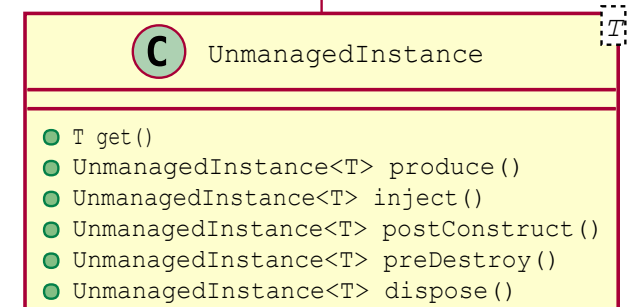 T
C UnmanagedInstance
T get()
UnmanagedInstance<T> produce()
UnmanagedInstance<T> inject()
UnmanagedInstance<T> postConstruct()
UnmanagedInstance<T> preDestroy()
UnmanagedInstance<T> dispose()